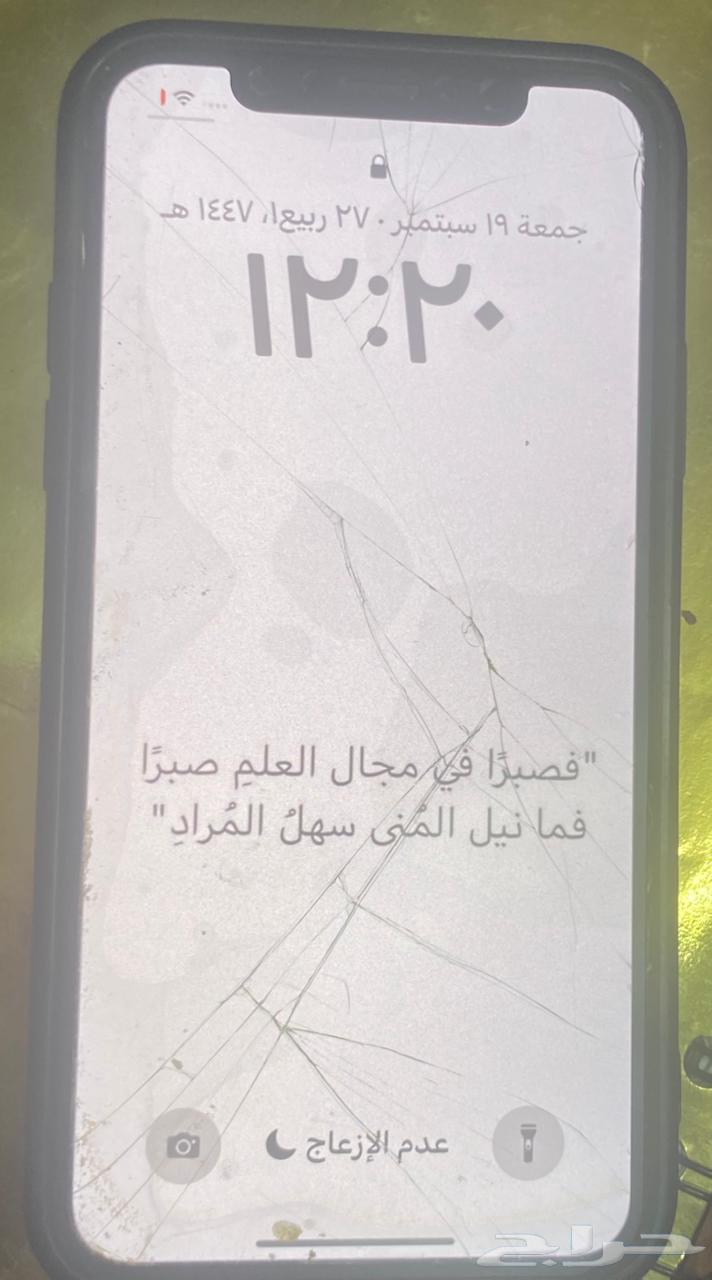 جمعة ١٩ سبتمبر · ٢٧ ربيع١، ١٤٤٧ هـ
١٢:٢٠
"فصبرًا في مجال العلمِ صبرًا
فما نيل المُنى سهلُ المُرادِ"
عدم الإزعاج
حراج